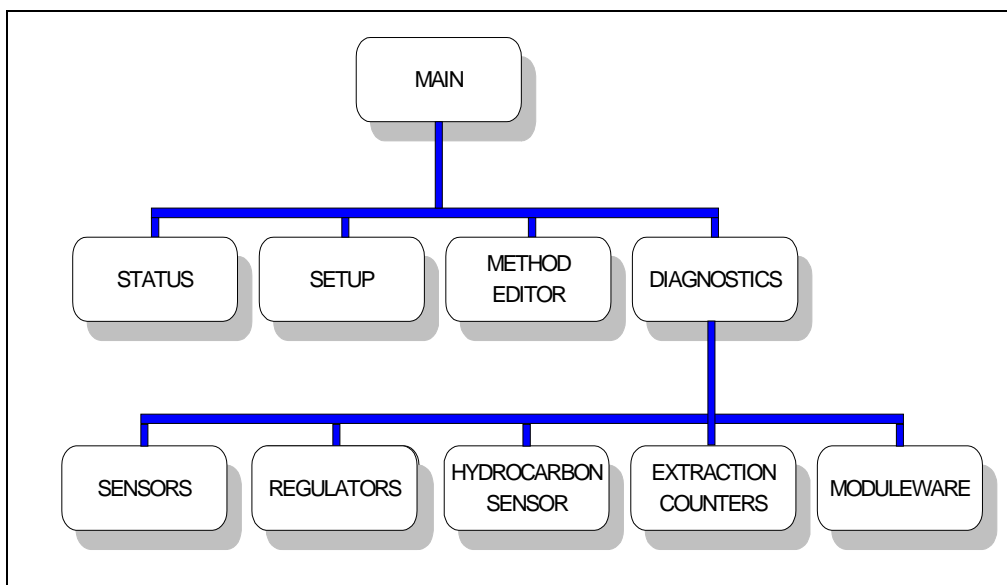 MAIN
STATUS
SETUP
METHOD
EDITOR
DIAGNOSTICS
SENSORS
REGULATORS
HYDROCARBON
SENSOR
EXTRACTION
COUNTERS
MODULEWARE